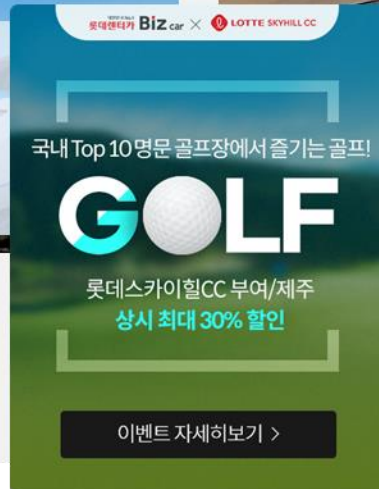 롯데렌터카 Biz car × LOTTE SKYHILL CC
국내 Top 10 명문 골프장에서 즐기는 골프!
GOLF
롯데스카이힐CC 부여/제주
상시 최대 30% 할인
이벤트 자세히보기 >